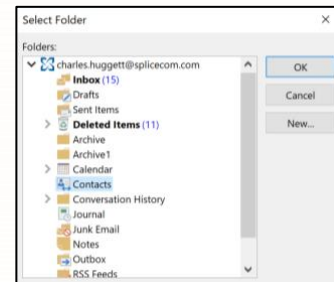 Select Folder
Folders:
charles.huggett@splicecom.com
Inbox (15)
Drafts
Sent Items
Deleted Items (11)
Archive
Archive1
Calendar
Contacts
Conversation History
Journal
Junk Email
Notes
Outbox
RSS Feeds
OK
Cancel
New...